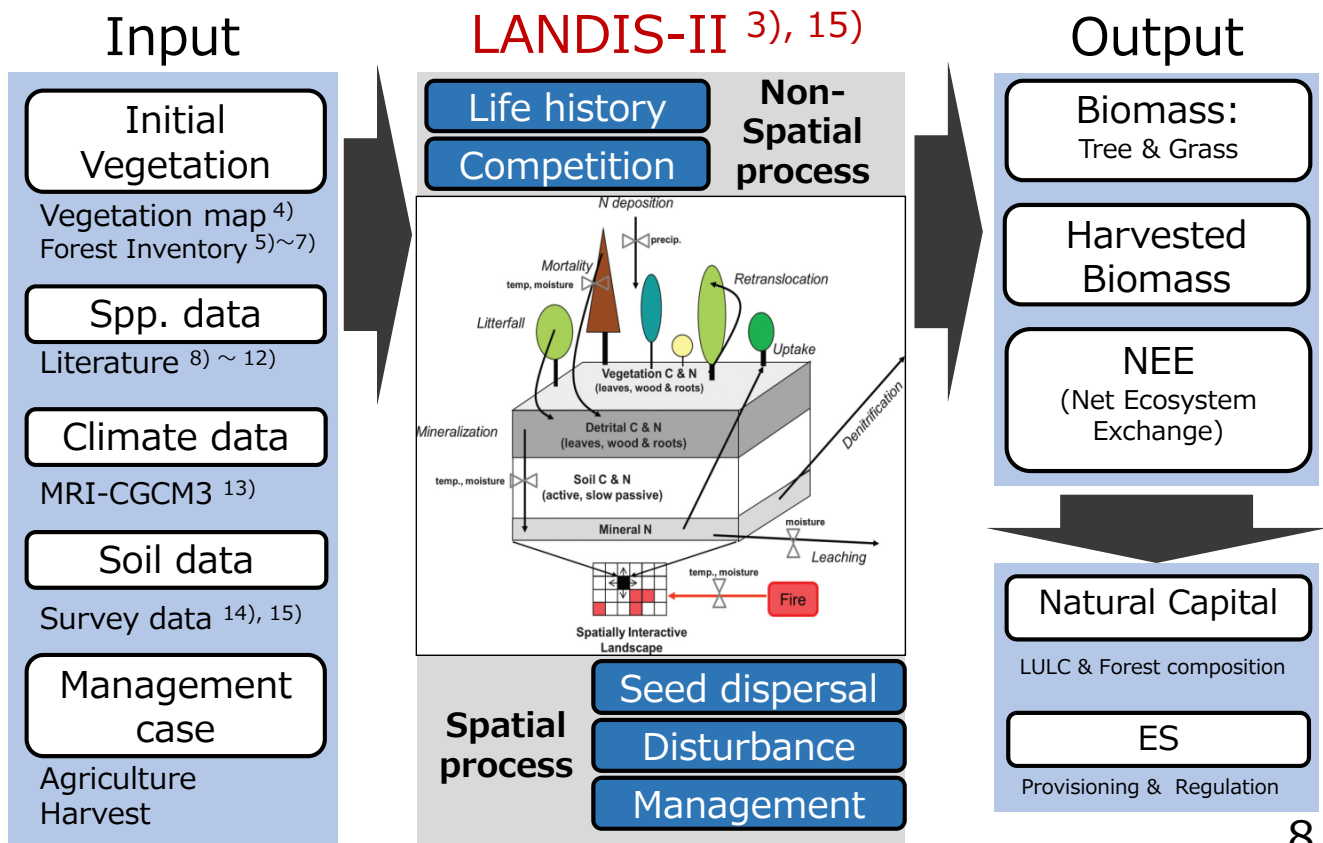 Input
Initial
Vegetation
Vegetation map 4)
Forest Inventory 5)~7)
Spp. data
Literature 8) ~ 12)
Climate data
MRI-CGCM3 13)
Soil data
Survey data 14), 15)
Management
case
Agriculture
Harvest
LANDIS-II 3), 15)
Life history
Competition
Non-
Spatial
process
N deposition
precip.
Mortality
temp, moisture
Retranslocation
Litterfall
Uptake
Vegetation C & N
(leaves, wood & roots)
Mineralization
Detrital C & N
(leaves, wood & roots)
Denitrification
temp., moisture
Soil C & N
(active, slow passive)
Mineral N
moisture
Leaching
temp., moisture
Fire
Spatially Interactive
Landscape
Spatial
process
Seed dispersal
Disturbance
Management
Output
Biomass:
Tree & Grass
Harvested
Biomass
NEE
(Net Ecosystem
Exchange)
Natural Capital
LULC & Forest composition
ES
Provisioning & Regulation
8